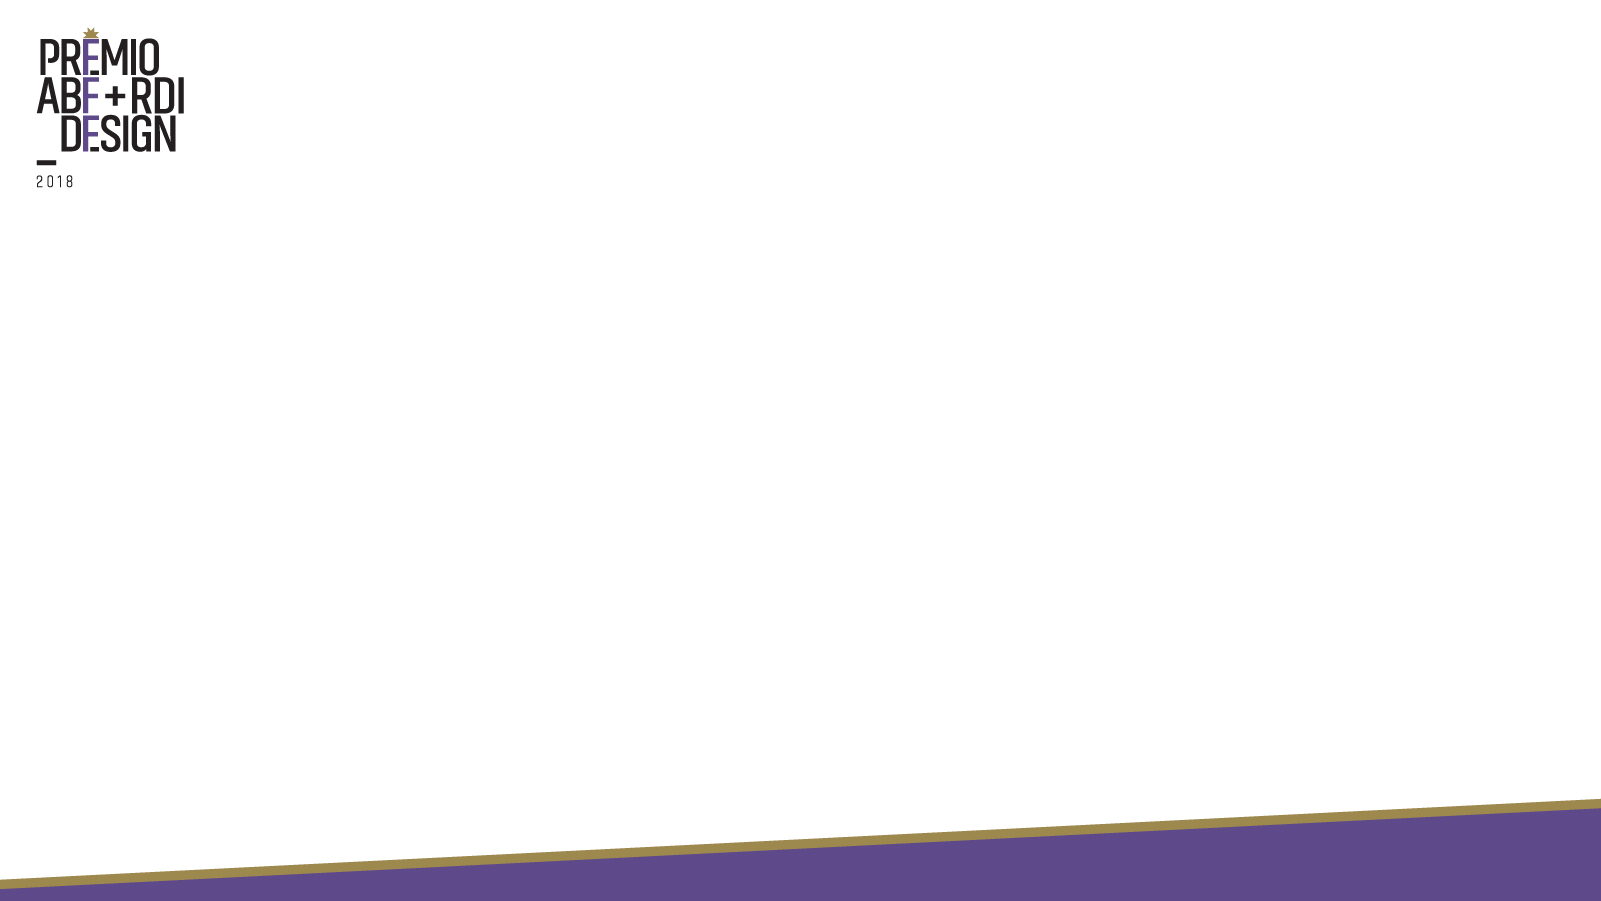 PRÊMIO
ABF+RDI
_DESIGN
2018